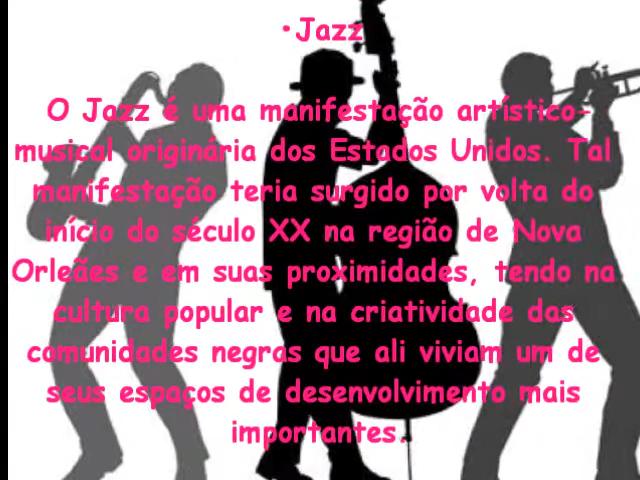 •Jazz
O Jazz é uma manifestação artístico-
musical originária dos Estados Unidos. Tal
manifestação teria surgido por volta do
início do século XX na região de Nova
Orleães e em suas proximidades, tendo na
cultura popular e na criatividade das
comunidades negras que ali viviam um de
seus espaços de desenvolvimento mais
importantes.